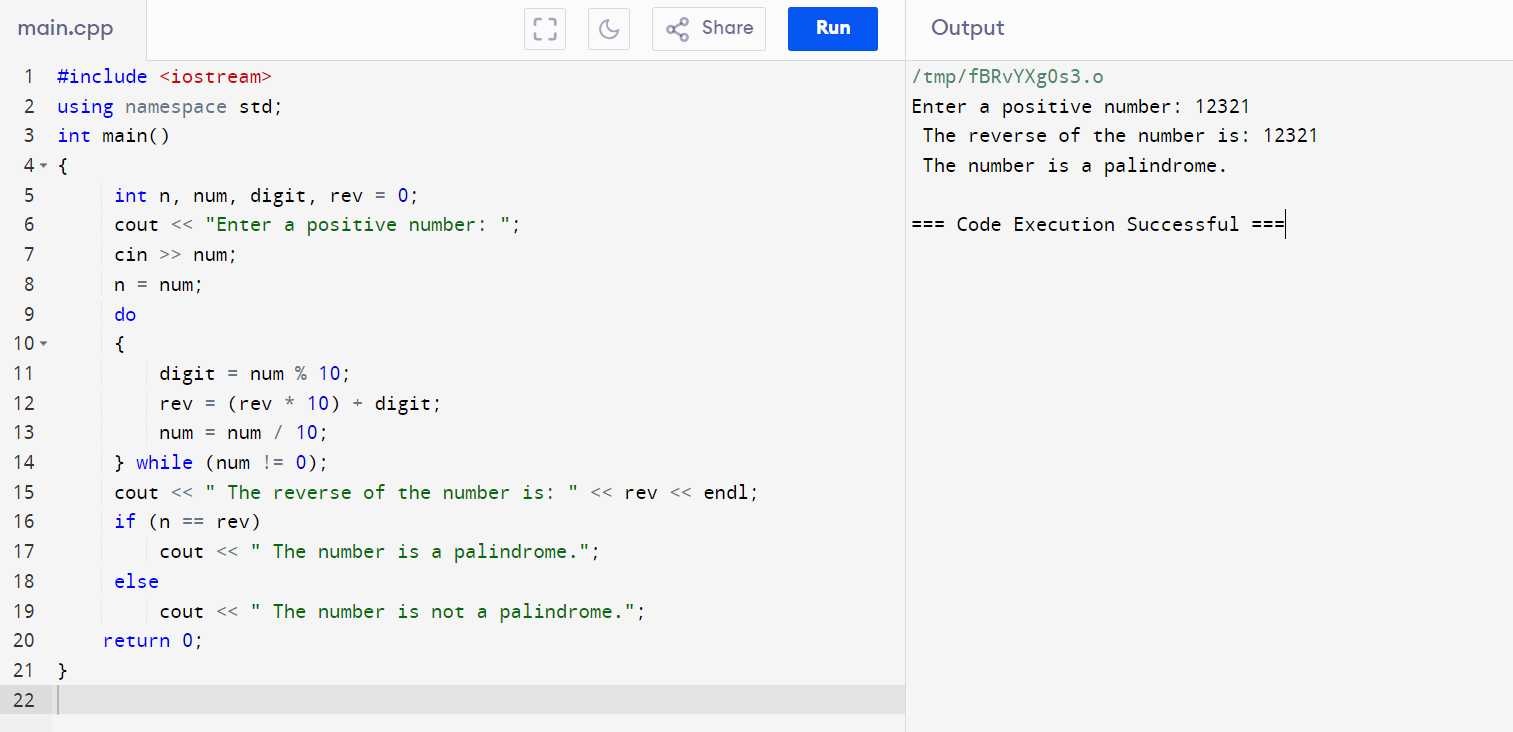 main.cpp
Share
Run
Output
1 #include <iostream>
2 using namespace std;
3 int main()
4 {
5 int n, num, digit, rev = 0;
6 cout << "Enter a positive number: ";
7 cin >> num;
8 n = num;
9 do
10 {
11 digit = num % 10;
12 rev = (rev * 10) + digit;
13 num = num / 10;
14 } while (num != 0);
15 cout << " The reverse of the number is: " << rev << endl;
16 if (n == rev)
17 cout << " The number is a palindrome.";
18 else
19 cout << " The number is not a palindrome.";
20 return 0;
21 }
22
/tmp/fBRvYXg0s3.o
Enter a positive number: 12321
The reverse of the number is: 12321
The number is a palindrome.
=== Code Execution Successful ===